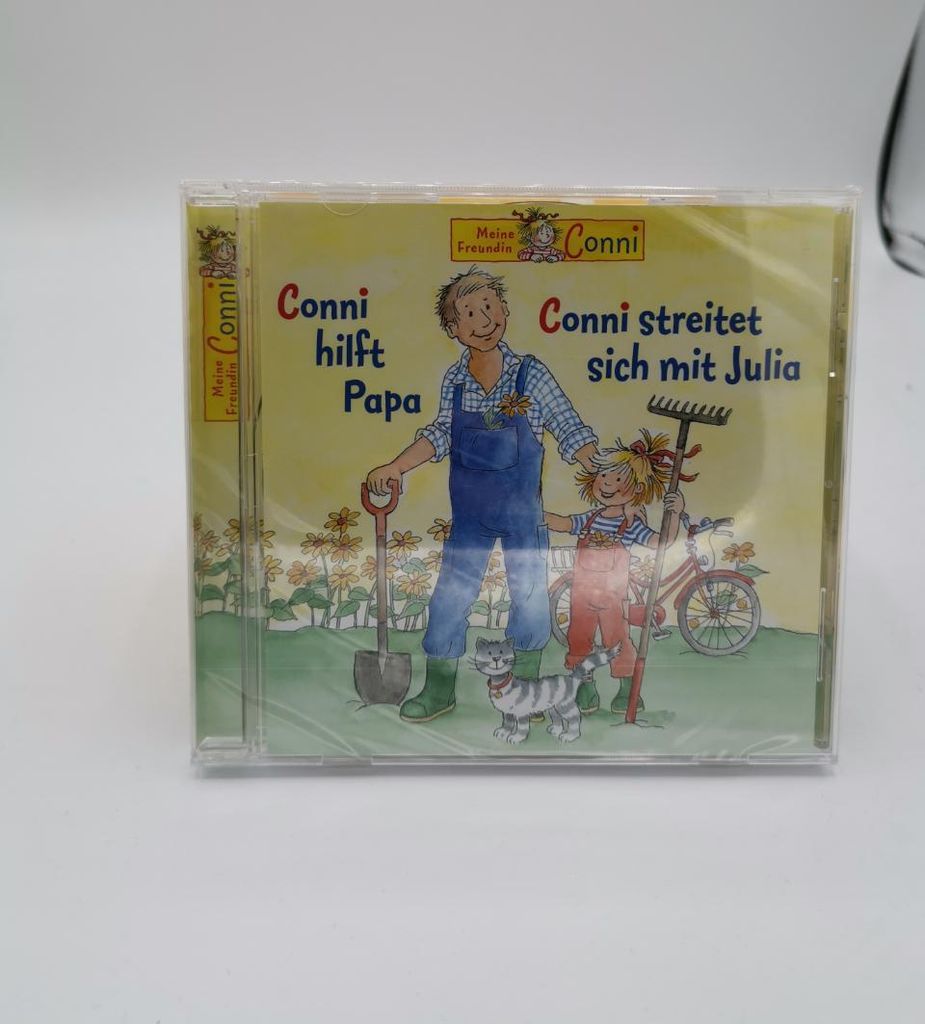 Meine
Freundin
Conni
Meine
Freundin
Conni
Conni
hilft
Papa
Conni streitet
sich mit Julia